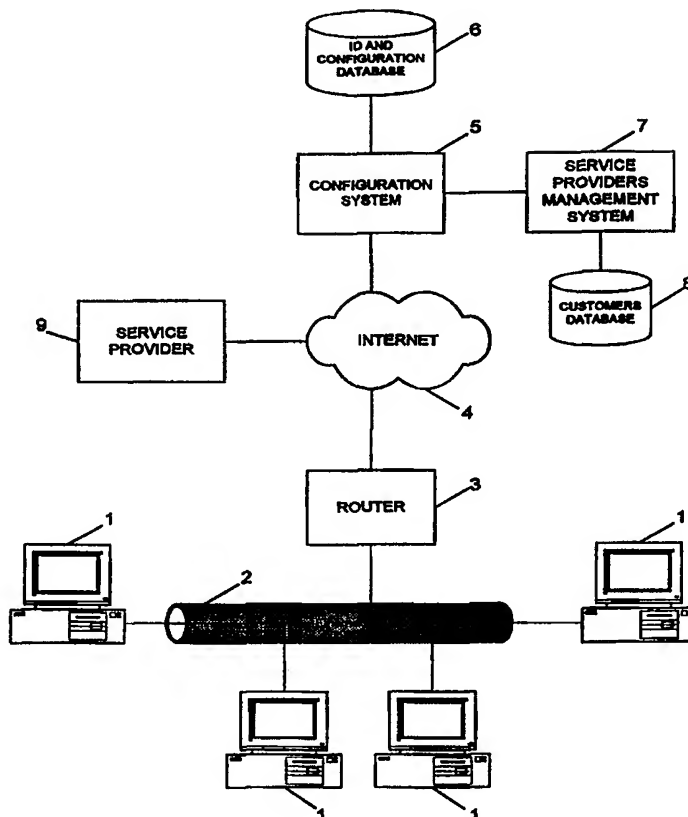 6
ID AND
CONFIGURATION
DATABASE
5
7
CONFIGURATION
SYSTEM
SERVICE
PROVIDERS
MANAGEMENT
SYSTEM
8
CUSTOMERS
DATABASE
9
SERVICE
PROVIDER
INTERNET
4
3
ROUTER
1
1
2
1
1